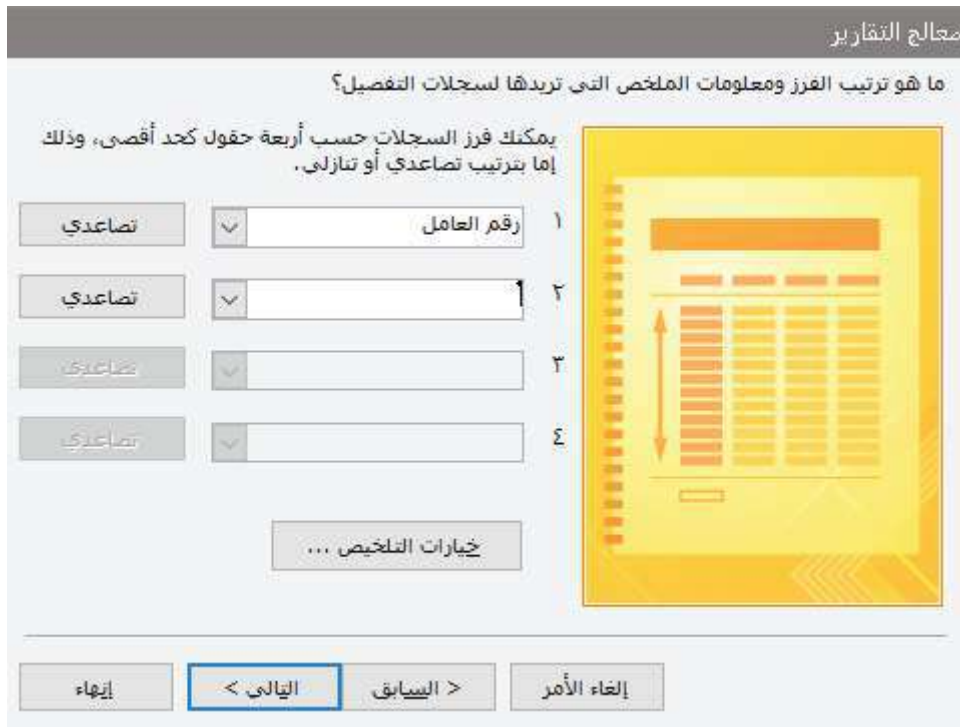 معالج التقارير
ما هو ترتيب الفرز ومعلومات الملخص التي تريدها لسجلات التفصيل؟
يمكنك فرز السجلات حسب أربعة حقول كحد أقصى، وذلك
إما بترتيب تصاعدي أو تنازلي.
١ رقم العامل تصاعدي
٢ تصاعدي
٣ تصاعدي
٤ تصاعدي
خيارات التلخيص ...
إلغاء الأمر < السابق التالي > إنهاء